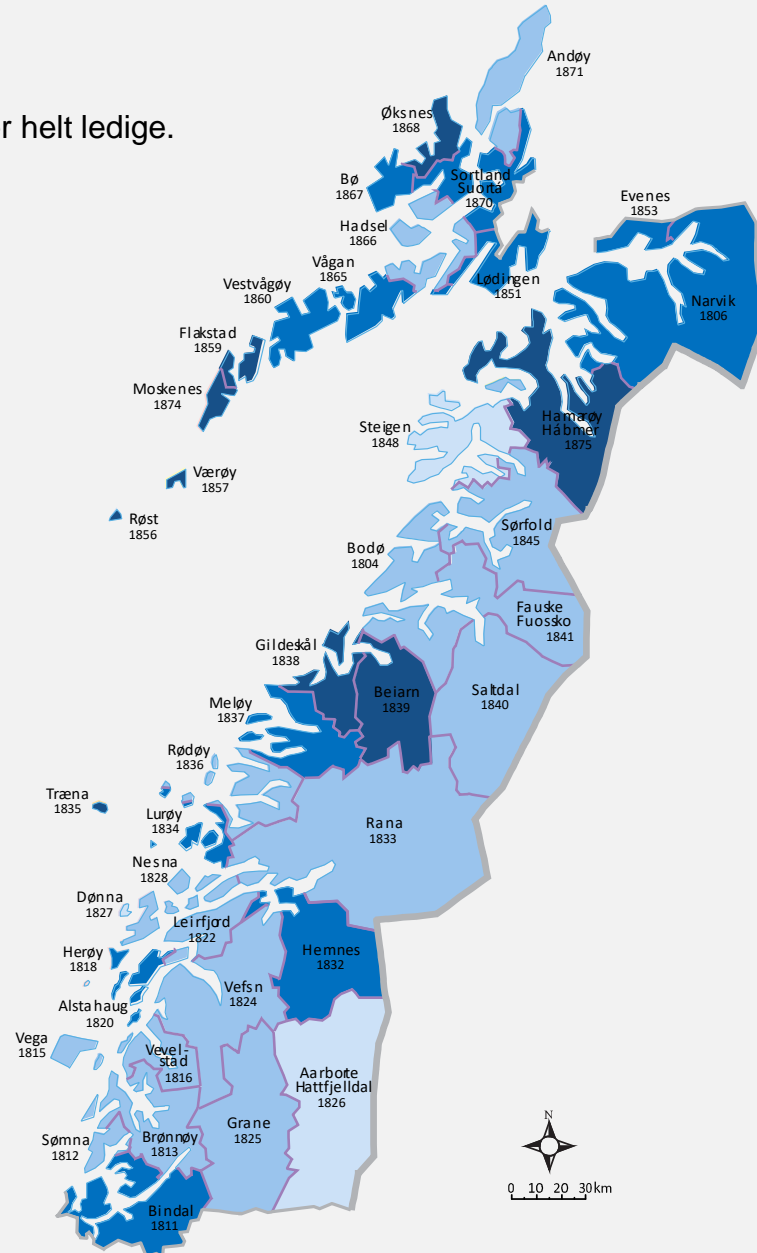 r helt ledige.
Andøy
1871
Øksnes
1868
Bø
1867
Sortland
Suortá
1870
Evenes
1853
Hadsel
1866
Vågan
1865
Vestvågøy
1860
Lødingen
1851
Narvik
1806
Flakstad
1859
Moskenes
1874
Hamarøy
Hábmer
1875
Steigen
1848
Værøy
1857
Røst
1856
Sørfold
1845
Bodø
1804
Fauske
Fuossko
1841
Gildeskål
1838
Beiarn
1839
Saltdal
1840
Meløy
1837
Rødøy
1836
Træna
1835
Lurøy
1834
Rana
1833
Nesna
1828
Dønna
1827
Leirfjord
1822
Herøy
1818
Hemnes
1832
Vefsn
1824
Alstahaug
1820
Vega
1815
Vevel-
stad
1816
Aarborte
Hattfjelldal
1826
Grane
1825
Sømna
1812
Brønnøy
1813
Bindal
1811
N
0 10 20 30km